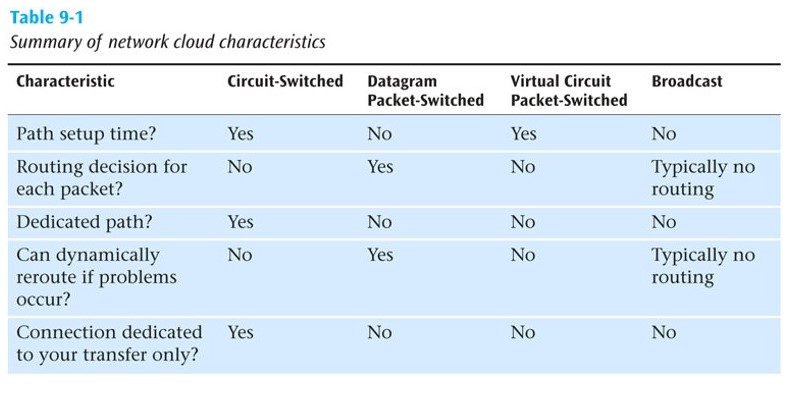 Table 9-1
Summary of network cloud characteristics
Characteristic Circuit-Switched Datagram Packet-Switched Virtual Circuit Packet-Switched Broadcast
Path setup time? Yes No Yes No
Routing decision for each packet? No Yes No Typically no routing
Dedicated path? Yes No No No
Can dynamically reroute if problems occur? No Yes No Typically no routing
Connection dedicated to your transfer only? Yes No No No